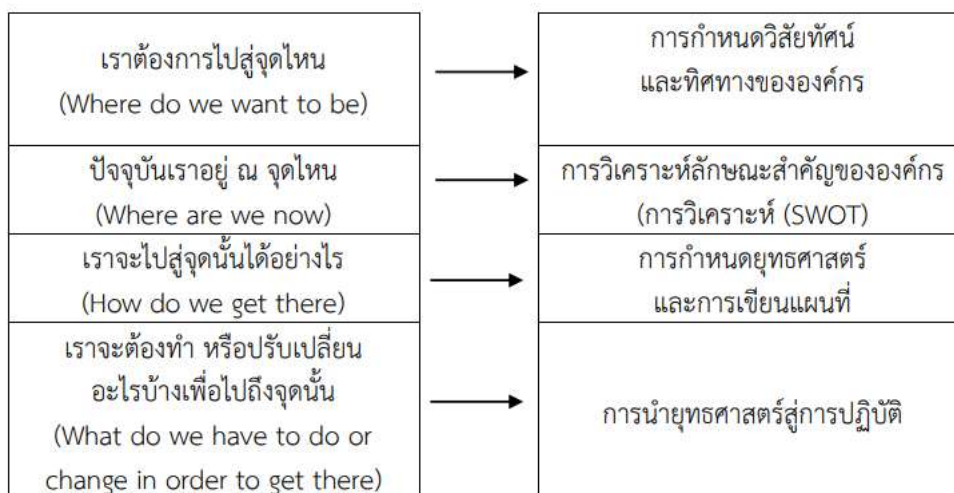 เราต้องการไปสู่จุดไหน
(Where do we want to be)
การกำหนดวิสัยทัศน์
และทิศทางขององค์กร
ปัจจุบันเราอยู่ ณ จุดไหน
(Where are we now)
การวิเคราะห์ลักษณะสำคัญขององค์กร
(การวิเคราะห์ (SWOT)
เราจะไปสู่จุดนั้นได้อย่างไร
(How do we get there)
การกำหนดยุทธศาสตร์
และการเขียนแผนที่
เราจะต้องทำ หรือปรับเปลี่ยน
อะไรบ้างเพื่อไปถึงจุดนั้น
(What do we have to do or
change in order to get there)
การนำยุทธศาสตร์สู่การปฏิบัติ